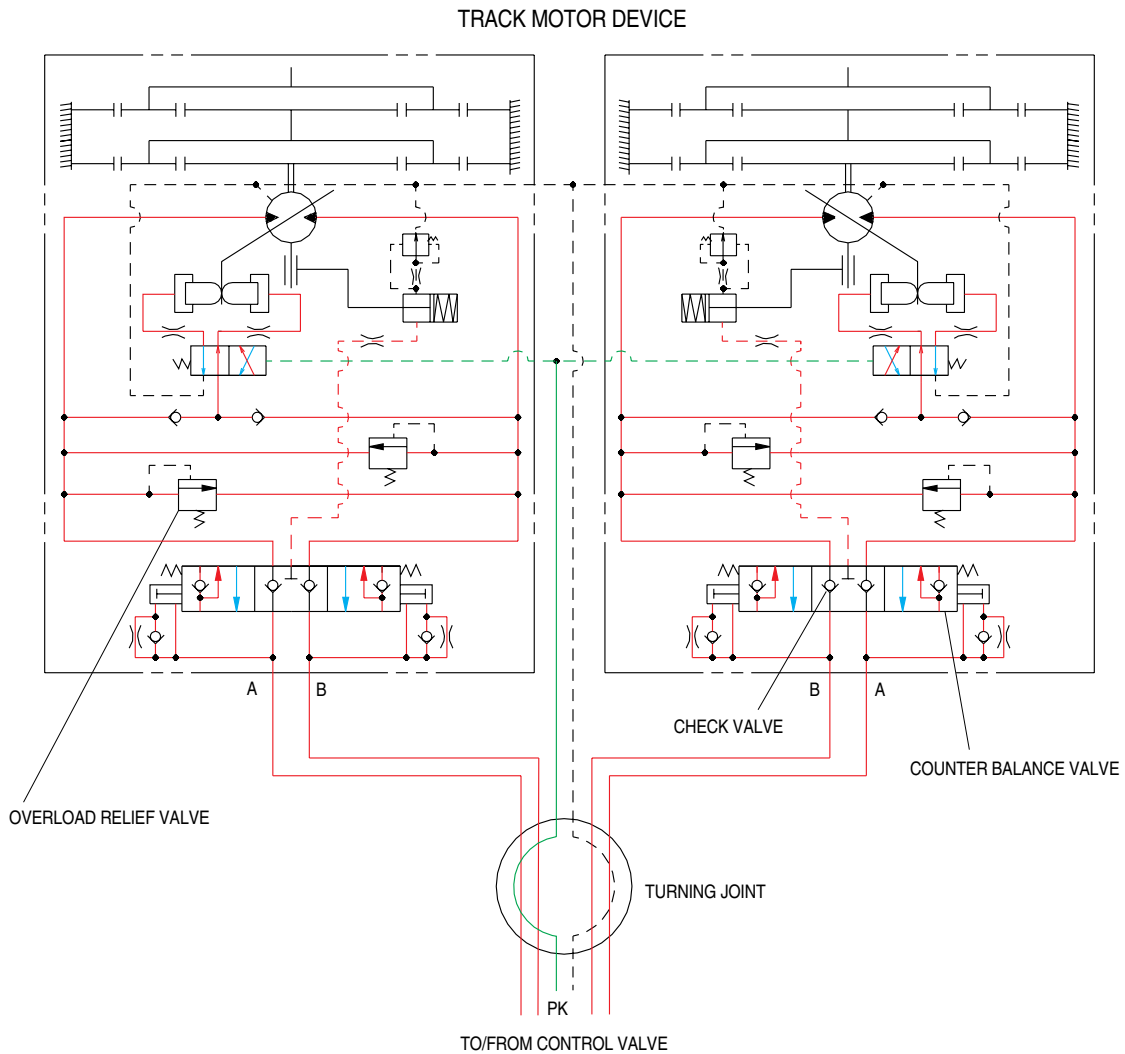 TRACK MOTOR DEVICE
A
B
B
A
CHECK VALVE
COUNTER BALANCE VALVE
OVERLOAD RELIEF VALVE
TURNING JOINT
PK
TO/FROM CONTROL VALVE